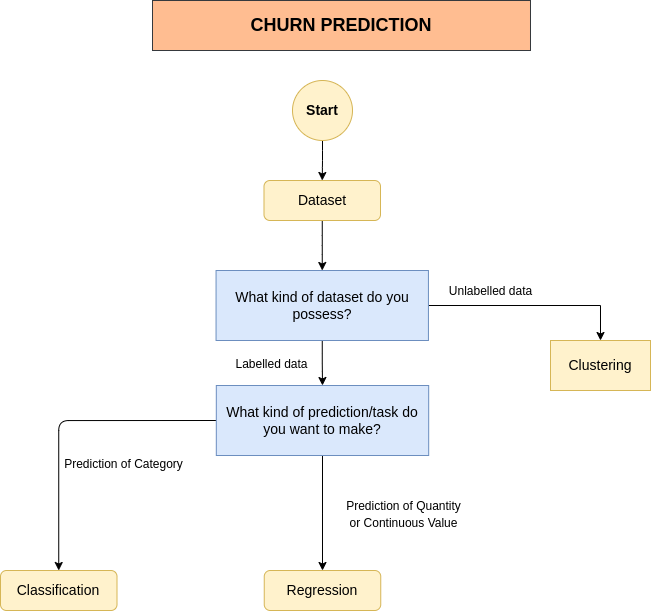 CHURN PREDICTION
Start
Dataset
What kind of dataset do you
possess?
Unlabelled data
Clustering
Labelled data
What kind of prediction/task do
you want to make?
Prediction of Category
Prediction of Quantity
or Continuous Value
Classification
Regression